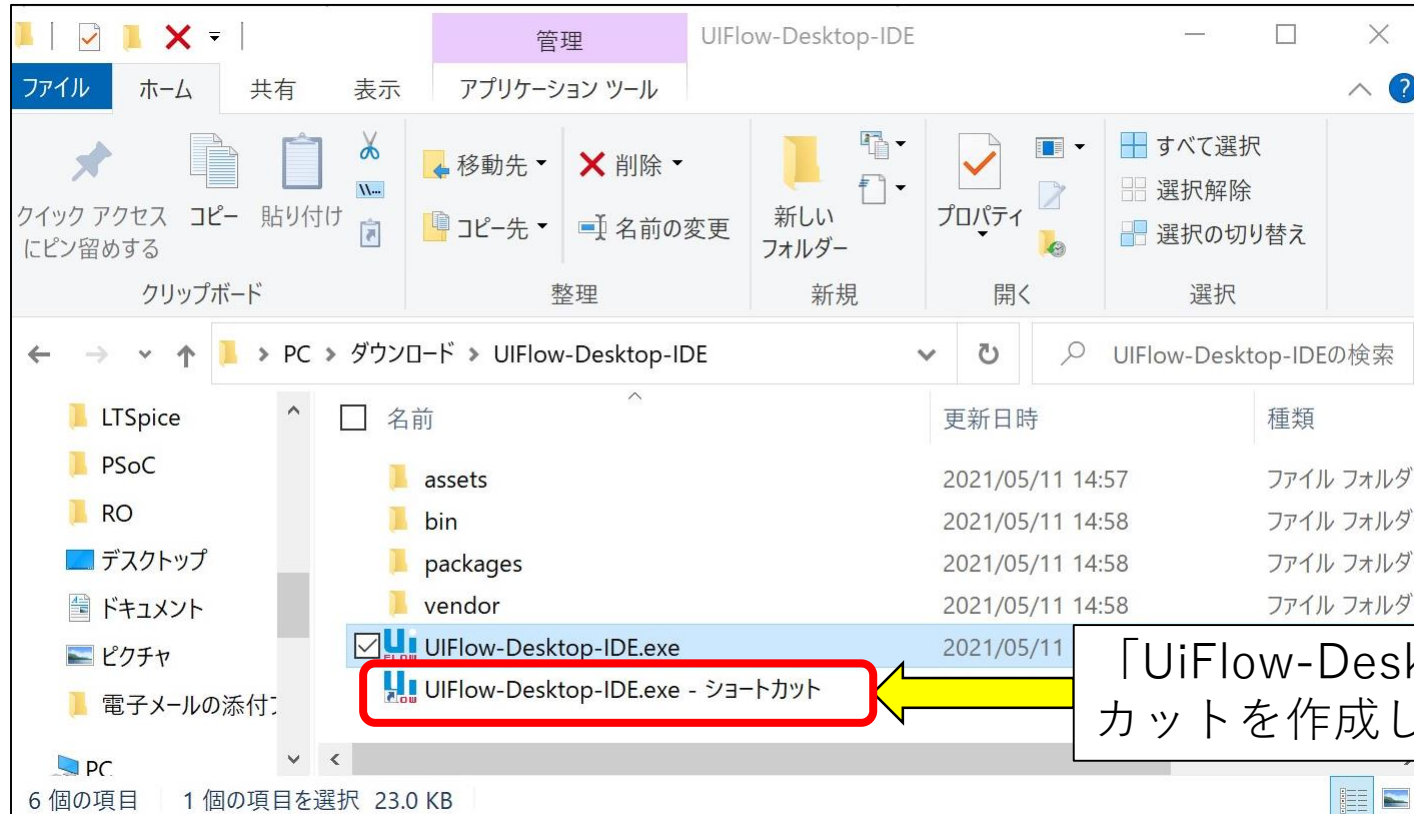 管理
UIFlow-Desktop-IDE
ファイル
ホーム
共有
表示
アプリケーション ツール
?
クイック アクセス
にピン留めする
コピー
貼り付け
移動先
コピー先
削除
名前の変更
新しい
フォルダー
プロパティ
すべて選択
選択解除
選択の切り替え
クリップボード
整理
新規
開く
選択
PC
ダウンロード
UIFlow-Desktop-IDE
UIFlow-Desktop-IDEの検索
LTSpice
PSoC
RO
デスクトップ
ドキュメント
ピクチャ
電子メールの添付
PC
名前
更新日時
種類
assets 2021/05/11 14:57 ファイル フォルダ
bin 2021/05/11 14:58 ファイル フォルダ
packages 2021/05/11 14:58 ファイル フォルダ
vendor 2021/05/11 14:58 ファイル フォルダ
UIFlow-Desktop-IDE.exe 2021/05/11
UIFlow-Desktop-IDE.exe - ショートカット
「UiFlow-Desk
カットを作成し
6 個の項目
1 個の項目を選択 23.0 KB